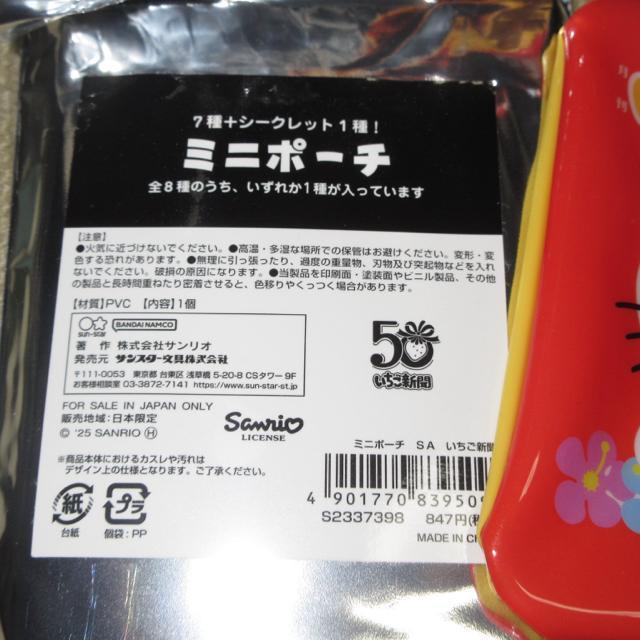 7種+シークレット1種!
ミニポーチ
全8種のうち、いずれか1種が入っています
【注意】
●火気に近づけないでください。●高温・多湿な場所での保管はお避けください。変形・変
色する恐れがあります。●無理に引っ張ったり、過度の重量物、刃物及び突起物などを入れ
ないでください。破損の原因になります。●当製品を印刷面・塗装面やビニル製品、その他
の製品と長時間重ねたり密着させると、色移りやくっつく場合があります。
【材質】PVC 【内容】1個
sun-star BANDAI NAMCO
著 作 株式会社サンリオ
発売元 サンスター文具株式会社
〒111-0053 東京都 台東区 浅草橋 5-20-8 CSタワー 9F
お客様相談室 03-3872-7141 https://www.sun-star-st.jp
50
いちご新聞
FOR SALE IN JAPAN ONLY
販売地域:日本限定
© '25 SANRIO Ⓗ
Sanrio
LICENSE
※商品本体におけるカスレや汚れは
デザイン上の仕様となります。ご了承ください。
紙
台紙
プラ
個袋:PP
ミニポーチ SA いちご新聞
4 901770 83950
S2337398 847円(税
MADE IN CH
月
刊